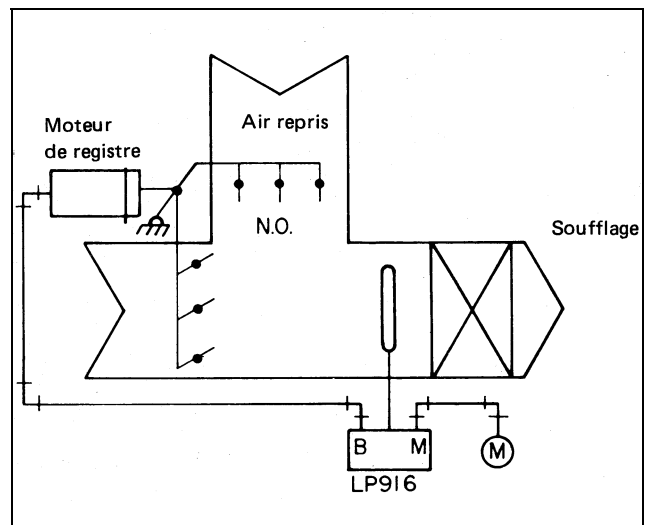 Air repris
Moteur
de registre
N.O.
Soufflage
B
M
M
LP916